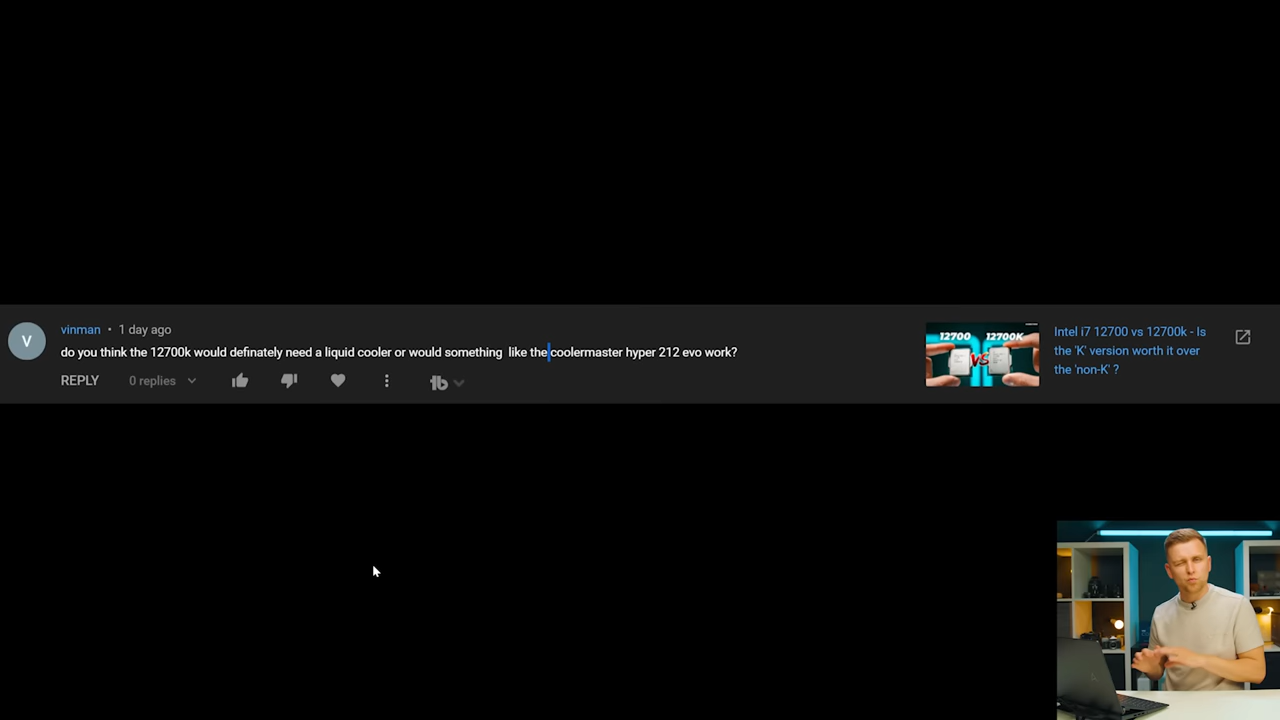 vinman • 1 day ago
do you think the 12700k would definately need a liquid cooler or would something like the coolermaster hyper 212 evo work?
REPLY 0 replies
12700 12700K
VS
Intel i7 12700 vs 12700k - Is
the 'K' version worth it over
the 'non-K' ?
V
tb